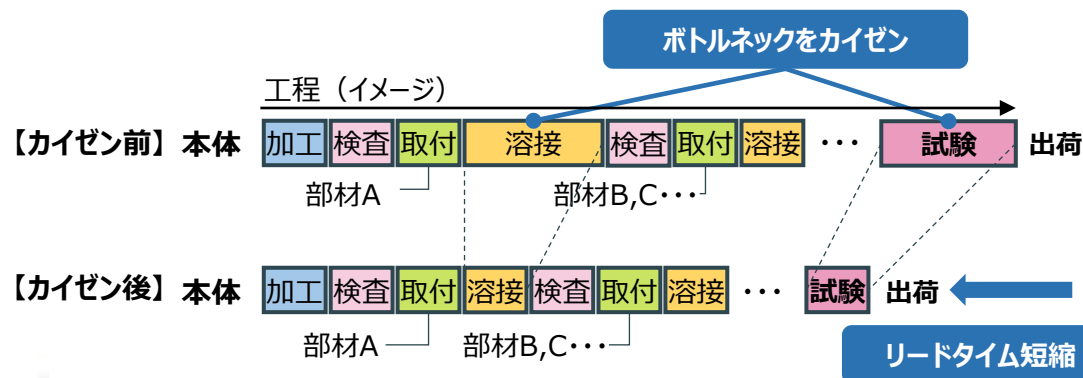 ボトルネックをカイゼン
工程（イメージ）
【カイゼン前】 本体 加工 検査 取付 溶接 検査 取付 溶接 ・・・ 試験 出荷
部材A 部材B,C・・・
【カイゼン後】 本体 加工 検査 取付 溶接 検査 取付 溶接 ・・・ 試験 出荷
部材A 部材B,C・・・
リードタイム短縮